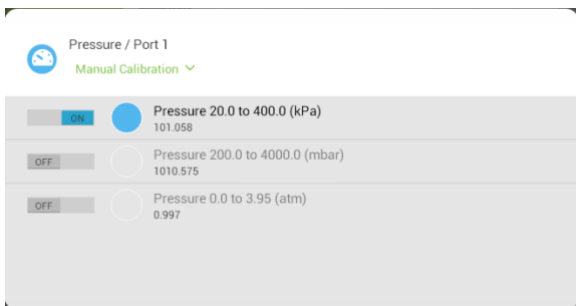 Pressure / Port 1
Manual Calibration
ON
Pressure 20.0 to 400.0 (kPa)
101.058
OFF
Pressure 200.0 to 4000.0 (mbar)
1010.575
OFF
Pressure 0.0 to 3.95 (atm)
0.997